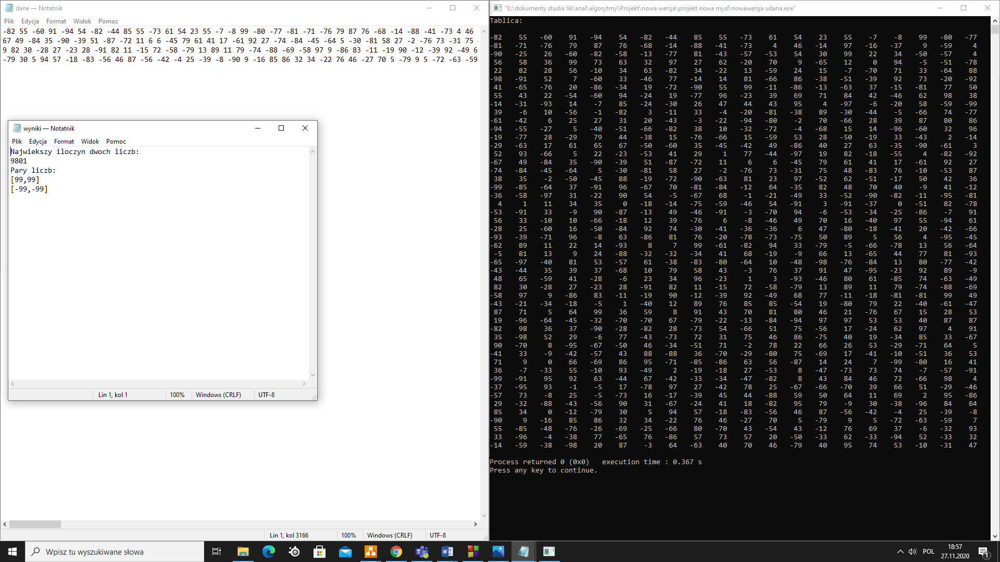 dane — Notatnik
Plik Edycja Format Widok Pomoc
-82 55 -60 91 -94 54 -82 -44 85 55 -73 61 54 23 55 -7 -8 99 -80 -77 -81 -71 -76 79 87 76 -68 -14 -88 -41 -73 4 46
67 49 -84 35 -90 -39 51 -87 -72 11 6 6 -45 79 61 41 17 -61 92 27 -74 -84 -45 -64 5 -30 -81 58 27 -2 -76 73 -31 75
9 82 30 -28 27 -23 28 -91 82 11 -15 72 -58 -79 13 89 11 79 -74 -88 -69 -58 97 9 -86 83 -11 -19 90 -12 -39 92 -49 6
-79 30 5 94 57 -18 -83 -56 46 87 -56 -42 -4 25 -39 -8 -90 9 -16 85 86 32 34 -22 76 46 -27 70 5 -79 9 5 -72 -63 -59
wyniki — Notatnik
Plik Edycja Format Widok Pomoc
Najwiekszy iloczyn dwoch liczb:
9801
Pary liczb:
[99,99]
[-99,-99]
Lin 1, kol 1 100% Windows (CRLF) UTF-8
Lin 1, kol 3166 100% Windows (CRLF) UTF-8
"E:\dokumenty studia lik\anal\algorytmy\Projekt\nowa wersja\projekt nowa mysl\nowawersja udana.exe"
Tablica:
-82 55 -60 91 -94 54 -82 -44 85 55 -73 61 54 23 55 -7 -8 99 -80 -77
-81 -71 -76 79 87 76 -68 -14 -88 -41 -73 4 46 -14 97 -16 -37 9 -59 4
-90 -25 26 -60 -82 -58 -13 -77 81 -43 -57 -53 54 30 99 22 34 -50 -57 4
56 58 36 99 73 63 32 97 27 62 -20 70 9 -65 12 0 94 -5 -51 -78
22 82 28 56 -10 34 63 -82 34 -22 13 -59 24 15 -7 -70 71 33 -64 88
-98 -91 52 7 -60 33 -46 77 -14 14 81 -66 86 -38 -51 -39 92 73 -20 -92
41 -65 -76 20 -86 -34 19 -72 -90 55 99 -11 -86 -13 -63 37 -15 -81 77 50
55 43 22 -54 -60 94 -24 19 -77 96 -23 39 69 71 84 42 -46 62 98 38
-14 -31 -93 14 -7 85 -24 -30 26 47 44 43 95 4 -97 -6 -20 58 -59 -99
39 -6 10 -56 -1 -82 3 -11 33 -4 -20 -81 -38 89 -30 -44 -5 -66 74 -77
-61 -42 6 25 27 31 20 -43 -3 -22 -94 -80 -2 70 -66 28 39 87 80 86
-94 -55 -27 5 -40 -51 -66 -82 38 10 -32 -72 -4 -68 15 14 -96 -60 32 96
-19 -77 28 -29 79 44 -38 15 -76 -66 15 -59 53 28 -50 -19 33 -43 2 -14
-29 -63 17 61 65 67 -50 -60 35 -45 -42 49 -86 40 27 63 -35 -90 -61 3
52 93 -66 5 22 -23 -53 41 29 1 77 -44 -97 19 82 -18 -55 4 -82 -92
-67 49 -84 35 -90 -39 51 -87 -72 11 6 6 -45 79 61 41 17 -61 92 27
-74 -84 -45 -64 5 -30 -81 58 27 -2 -76 73 -31 75 48 -83 76 -10 -53 87
38 35 -2 -50 -45 88 -19 -72 -90 -63 81 23 97 -52 62 -51 -17 50 42 36
-99 -85 -64 37 -91 96 -67 70 -81 -84 -12 64 -35 82 48 70 40 -9 41 -12
-36 -58 -97 31 -22 90 54 -5 -67 68 -1 -21 -49 33 -52 -90 -82 -11 -95 -81
4 1 11 34 35 0 -18 -14 -75 -59 -46 54 -91 3 -91 -37 0 -51 82 -78
-53 -91 33 -9 90 -87 -13 49 -46 -91 -3 -70 94 -6 -53 -34 -25 -86 -7 91
56 33 -10 10 -66 -18 12 39 -76 6 -8 -46 49 70 16 -40 97 55 -94 61
-28 25 -60 16 -50 -84 92 74 -30 -41 -36 -36 6 47 -80 -18 -41 20 -42 -66
-93 -39 -71 96 -8 63 -86 81 76 -20 -78 -73 -75 50 89 5 56 4 -95 -45
-62 89 11 22 14 -93 8 7 99 -61 -82 94 33 -79 -5 -66 -78 13 56 -64
-5 81 13 9 24 -88 -32 -32 -34 41 68 -19 -9 66 13 -65 44 77 81 -93
-65 -97 -40 81 53 -57 61 -38 -83 -80 -64 10 -48 -98 -76 -84 13 80 -77 -42
-43 -44 35 39 37 -68 10 79 58 43 -3 76 37 91 47 -95 -23 92 89 -9
48 65 -59 41 -28 -6 23 34 96 -23 1 3 -93 -46 80 61 -85 74 -63 -49
82 30 -28 27 -23 28 -91 82 11 -15 72 -58 -79 13 89 11 79 -74 -88 -69
-58 97 9 -86 83 -11 -19 90 -12 -39 92 -49 68 77 -11 -18 -81 -81 99 49
-43 -21 -34 -18 -5 1 -40 12 89 76 85 85 -54 19 -80 79 22 -40 -61 -47
87 71 5 64 99 36 59 8 91 43 70 81 80 46 21 -76 67 15 28 53
19 -96 -64 -45 -32 -70 -70 67 -79 -22 -13 -84 -94 97 97 53 53 40 87 87
-82 98 36 37 -90 -28 -82 28 -73 54 -66 51 75 -56 17 -24 62 97 4 91
35 -98 52 29 -6 77 -43 -73 72 31 75 46 86 -75 40 19 -34 85 33 -67
90 -70 8 -95 -67 -50 46 -34 -51 71 -2 78 22 66 26 53 -29 -71 64 5
-41 33 -9 -42 -57 43 88 -88 36 -70 -29 -80 75 -69 17 -41 -10 -51 36 53
71 9 0 66 -69 86 95 -71 -85 -86 63 56 -87 14 24 7 -99 -80 16 41
36 -7 -33 55 -10 93 -49 2 -19 -18 27 -53 8 -47 -73 73 74 -7 -57 -91
-99 -91 95 92 63 -44 67 -42 -33 -34 -47 -82 8 43 84 46 72 -66 98 4
-37 -95 93 -1 -5 17 -78 97 27 -42 78 25 -67 -66 -70 39 66 51 -29 -46
-57 73 -8 25 -5 -73 16 -17 -39 45 44 -88 59 50 64 11 69 2 95 -86
29 -32 -88 -43 -56 90 31 -67 -24 41 18 -82 95 79 -9 30 -38 -96 84 64
85 34 0 -12 -79 30 5 94 57 -18 -83 -56 46 87 -56 -42 -4 25 -39 -8
-90 9 -16 85 86 32 34 -22 76 46 -27 70 5 -79 9 5 -72 -63 -59 7
55 -85 -48 -76 -26 -69 -25 -66 80 -70 43 -54 43 -12 76 69 37 -6 -32 93
33 -96 -4 -38 77 -65 76 -86 57 73 57 20 -50 -33 62 -33 -94 52 -33 32
-14 -59 -38 -98 20 87 -3 64 -63 40 70 46 -79 40 95 74 53 -10 -31 47
Process returned 0 (0x0) execution time : 0.367 s
Press any key to continue.
Wpisz tu wyszukiwane słowa
POL
18:57
27.11.2020
1